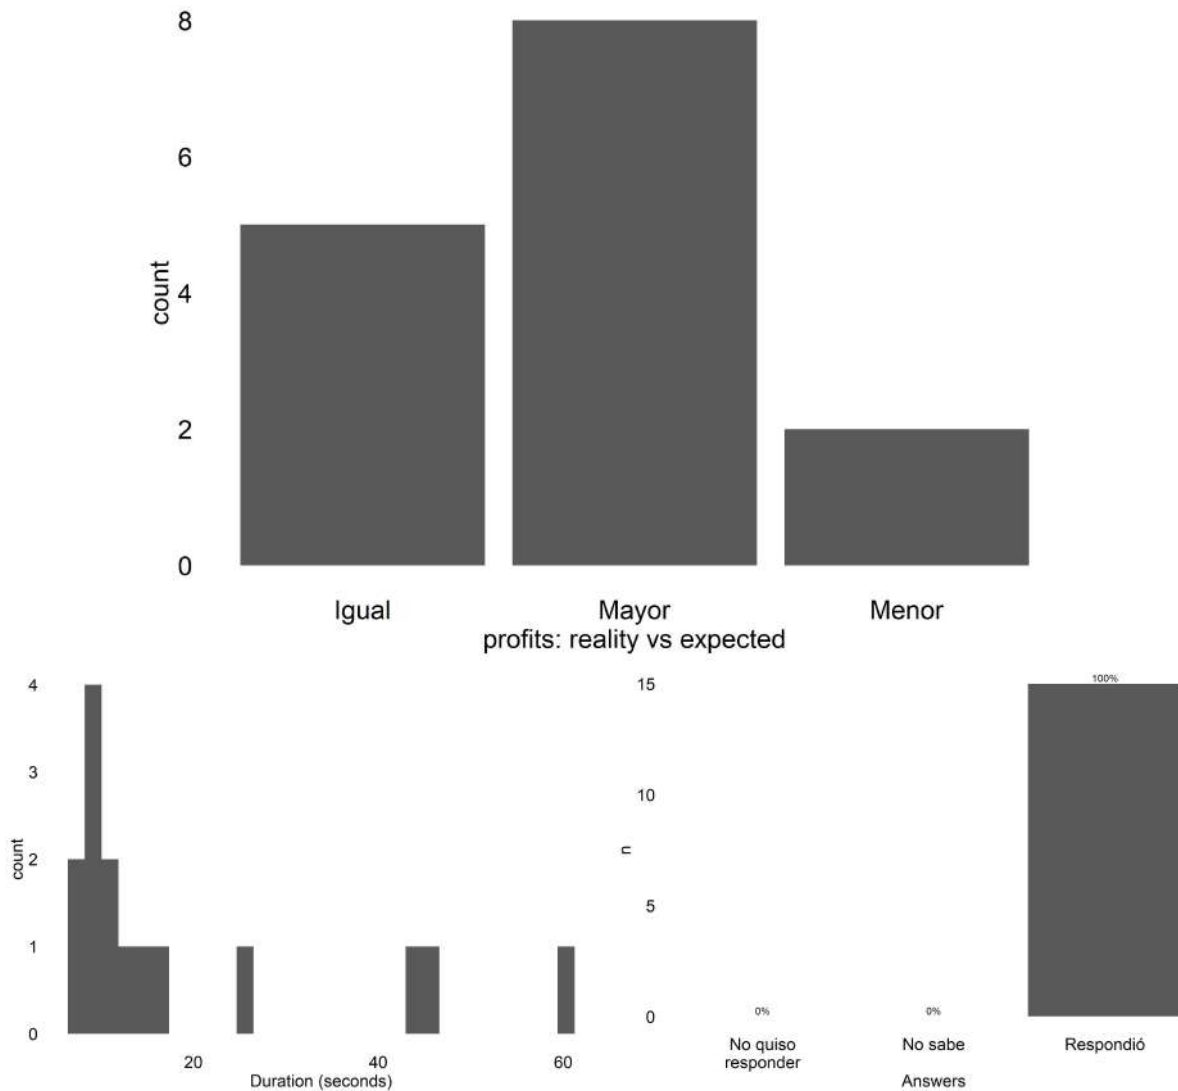 8
6
4
2
0
count
Igual Mayor Menor
profits: reality vs expected
4
3
2
1
0
count
20 40 60
Duration (seconds)
15
10
5
0
n
100%
0% 0%
No quiso responder No sabe Respondió
Answers